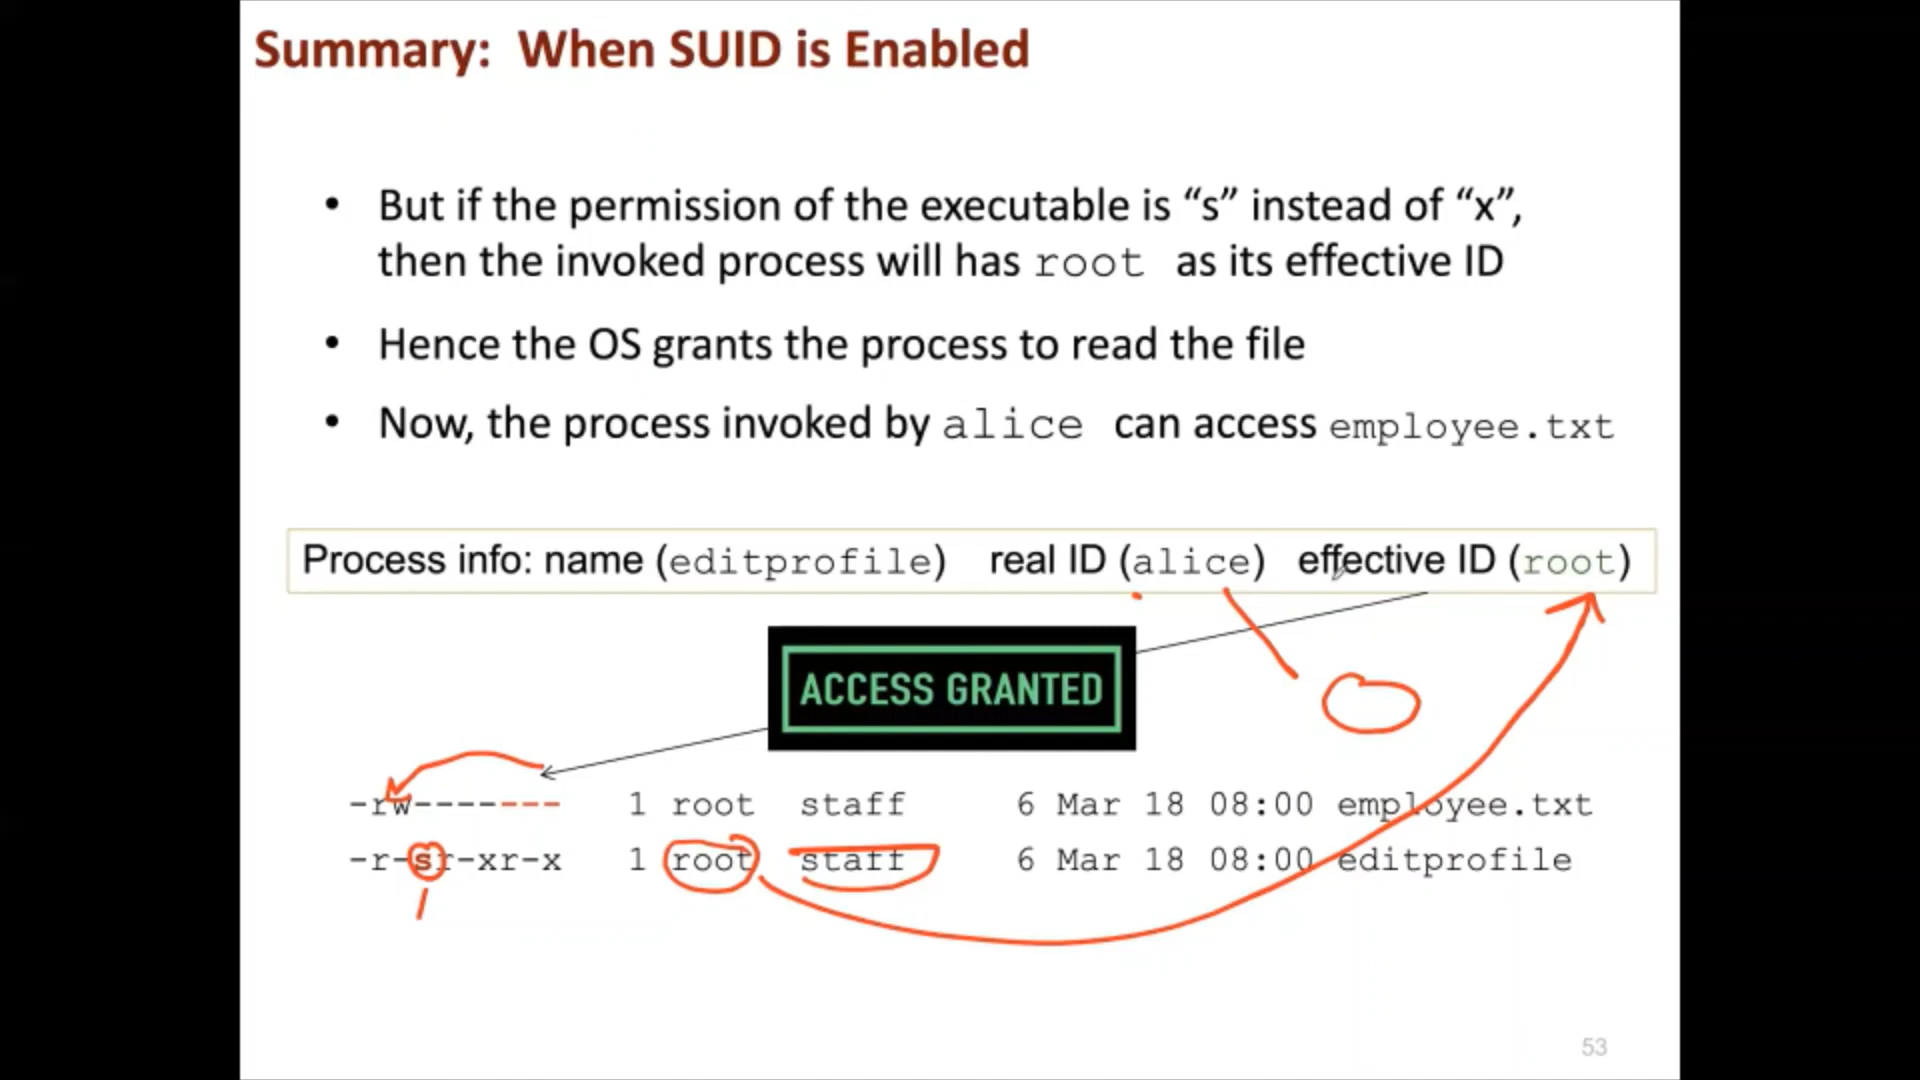 Summary: When SUID is Enabled
• But if the permission of the executable is “s” instead of “x”,
then the invoked process will has root as its effective ID
• Hence the OS grants the process to read the file
• Now, the process invoked by alice can access employee.txt
Process info: name (editprofile) real ID (alice) effective ID (root)
ACCESS GRANTED
-rw------- 1 root staff 6 Mar 18 08:00 employee.txt
-r-sr-xr-x 1 root staff 6 Mar 18 08:00 editprofile
53